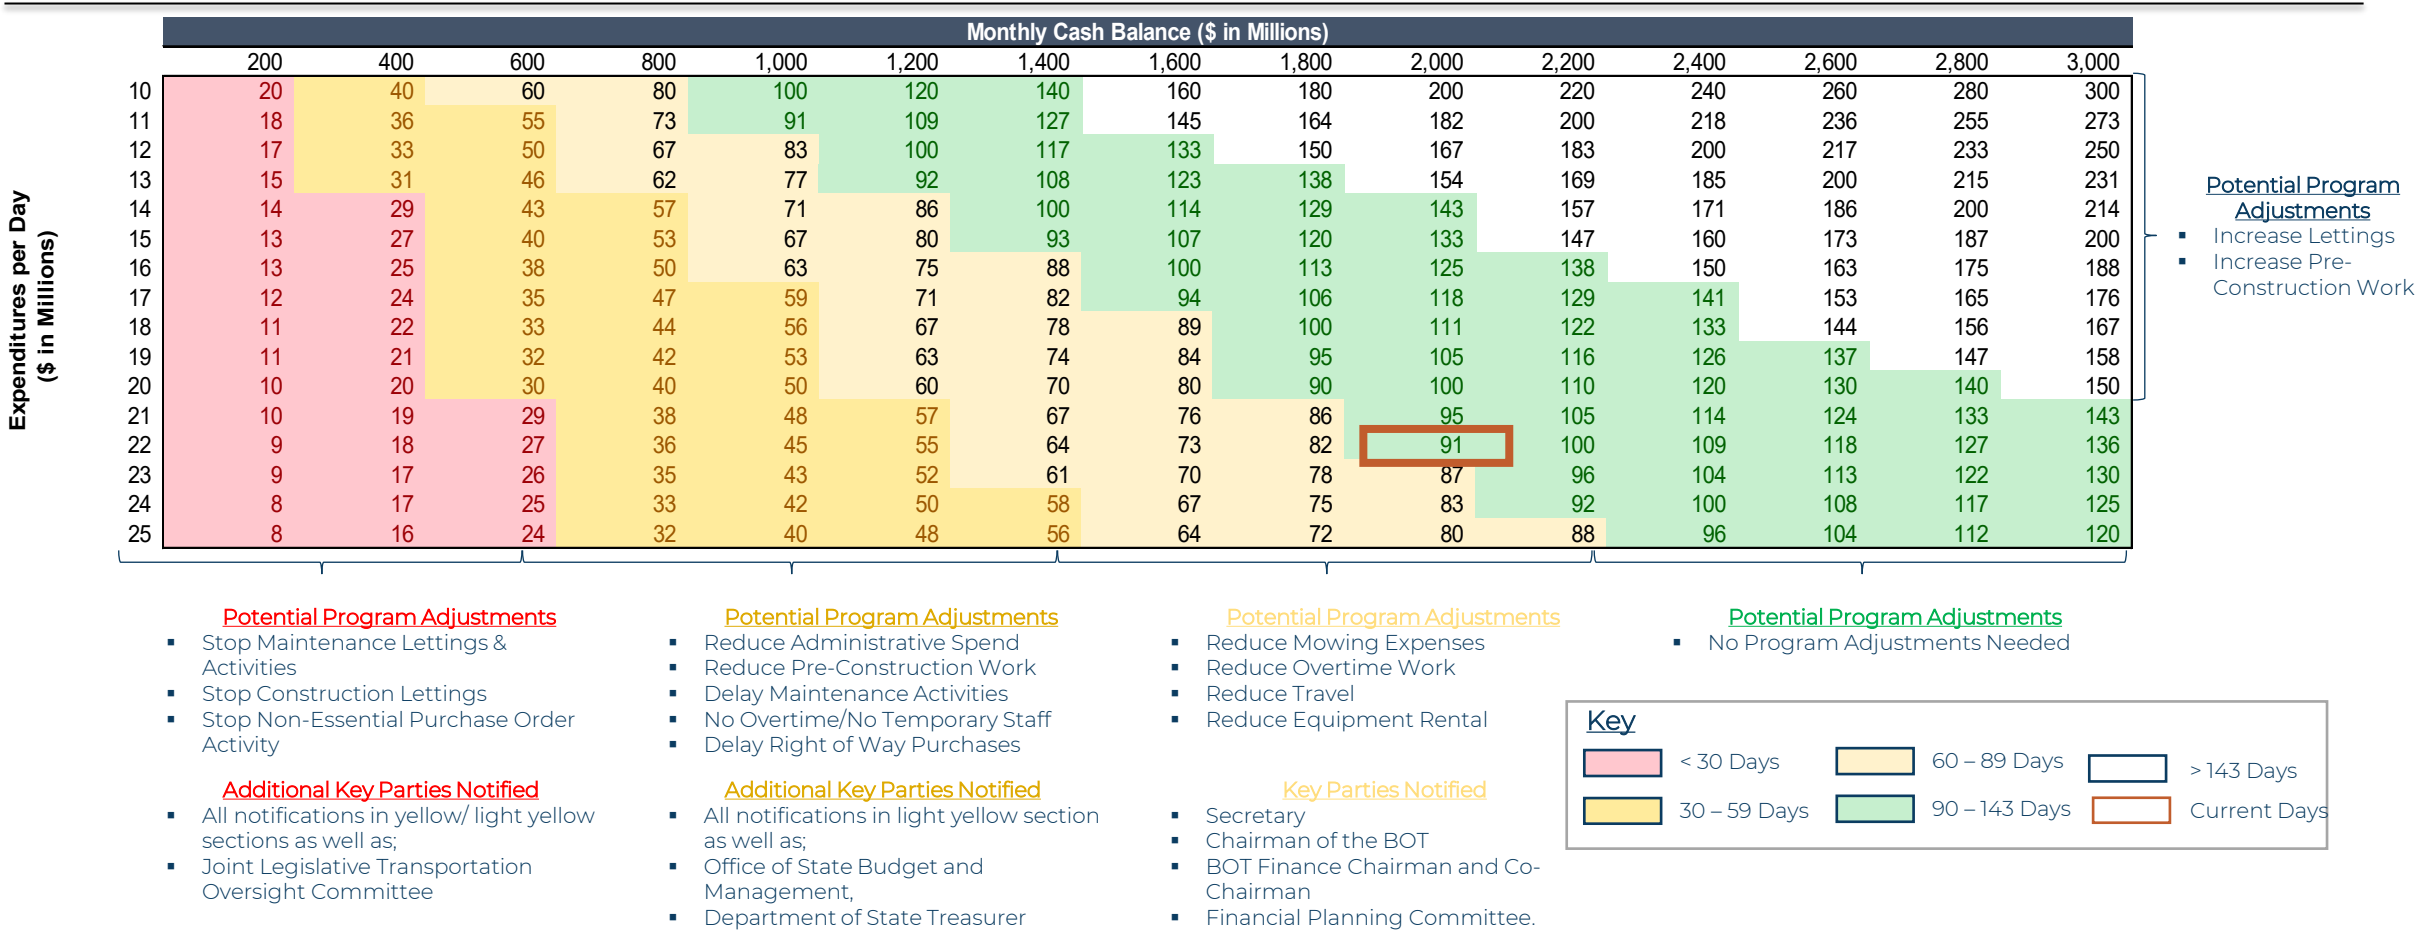 Monthly Cash Balance ($ in Millions)
200 400 600 800 1,000 1,200 1,400 1,600 1,800 2,000 2,200 2,400 2,600 2,800 3,000
Expenditures per Day
($ in Millions)
10 20 40 60 80 100 120 140 160 180 200 220 240 260 280 300
11 18 36 55 73 91 109 127 145 164 182 200 218 236 255 273
12 17 33 50 67 83 100 117 133 150 167 183 200 217 233 250
13 15 31 46 62 77 92 108 123 138 154 169 185 200 215 231
14 14 29 43 57 71 86 100 114 129 143 157 171 186 200 214
15 13 27 40 53 67 80 93 107 120 133 147 160 173 187 200
16 13 25 38 50 63 75 88 100 113 125 138 150 163 175 188
17 12 24 35 47 59 71 82 94 106 118 129 141 153 165 176
18 11 22 33 44 56 67 78 89 100 111 122 133 144 156 167
19 11 21 32 42 53 63 74 84 95 105 116 126 137 147 158
20 10 20 30 40 50 60 70 80 90 100 110 120 130 140 150
21 10 19 29 38 48 57 67 76 86 95 105 114 124 133 143
22 9 18 27 36 45 55 64 73 82 91 100 109 118 127 136
23 9 17 26 35 43 52 61 70 78 87 96 104 113 122 130
24 8 17 25 33 42 50 58 67 75 83 92 100 108 117 125
25 8 16 24 32 40 48 56 64 72 80 88 96 104 112 120
Potential Program
Adjustments
▪ Increase Lettings
▪ Increase Pre-
Construction Work
Potential Program Adjustments
▪ Stop Maintenance Lettings &
Activities
▪ Stop Construction Lettings
▪ Stop Non-Essential Purchase Order
Activity
Additional Key Parties Notified
▪ All notifications in yellow/ light yellow
sections as well as;
▪ Joint Legislative Transportation
Oversight Committee
Potential Program Adjustments
▪ Reduce Administrative Spend
▪ Reduce Pre-Construction Work
▪ Delay Maintenance Activities
▪ No Overtime/No Temporary Staff
▪ Delay Right of Way Purchases
Additional Key Parties Notified
▪ All notifications in light yellow section
as well as;
▪ Office of State Budget and
Management,
▪ Department of State Treasurer
Potential Program Adjustments
▪ Reduce Mowing Expenses
▪ Reduce Overtime Work
▪ Reduce Travel
▪ Reduce Equipment Rental
Key Parties Notified
▪ Secretary
▪ Chairman of the BOT
▪ BOT Finance Chairman and Co-
Chairman
▪ Financial Planning Committee.
Potential Program Adjustments
▪ No Program Adjustments Needed
Key
< 30 Days
60 – 89 Days
> 143 Days
30 – 59 Days
90 – 143 Days
Current Days